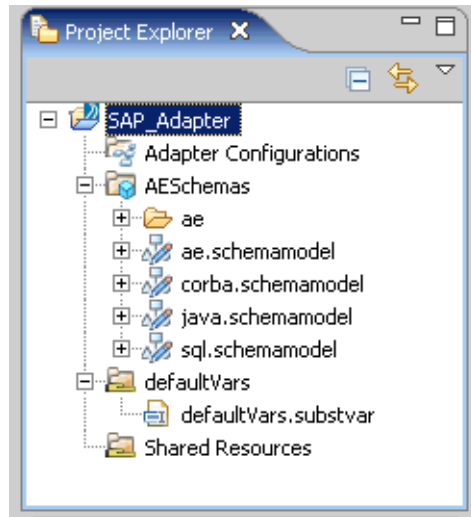 Project Explorer
SAP_Adapter
Adapter Configurations
AESchemas
ae
ae.schemamodel
corba.schemamodel
java.schemamodel
sql.schemamodel
defaultVars
defaultVars.substvar
Shared Resources